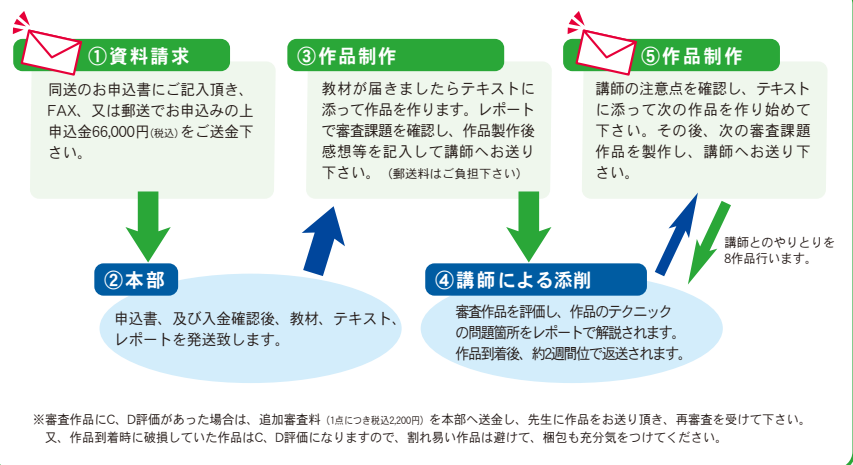 ①資料請求
同送のお申込書にご記入頂き、
FAX、又は郵送でお申込みの上
申込金66,000円(税込)をご送金下
さい。
②本部
申込書、及び入金確認後、教材、テキスト、
レポートを発送致します。
③作品制作
教材が届きましたらテキストに
添って作品を作ります。レポート
で審査課題を確認し、作品製作後
感想等を記入して講師へお送り
下さい。（郵送料はご負担下さい）
④講師による添削
審査作品を評価し、作品のテクニック
の問題箇所をレポートで解説されます。
作品到着後、約2週間位で返送されます。
⑤作品制作
講師の注意点を確認し、テキスト
に添って次の作品を作り始めて
下さい。その後、次の審査課題
作品を製作し、講師へお送り下
さい。
講師とのやりとりを
8作品行います。
※審査作品にC、D評価があった場合は、追加審査料（1点につき税込2,200円）を本部へ送金し、先生に作品をお送り頂き、再審査を受けて下さい。
又、作品到着時に破損していた作品はC、D評価になりますので、割れ易い作品は避けて、梱包も充分気をつけてください。